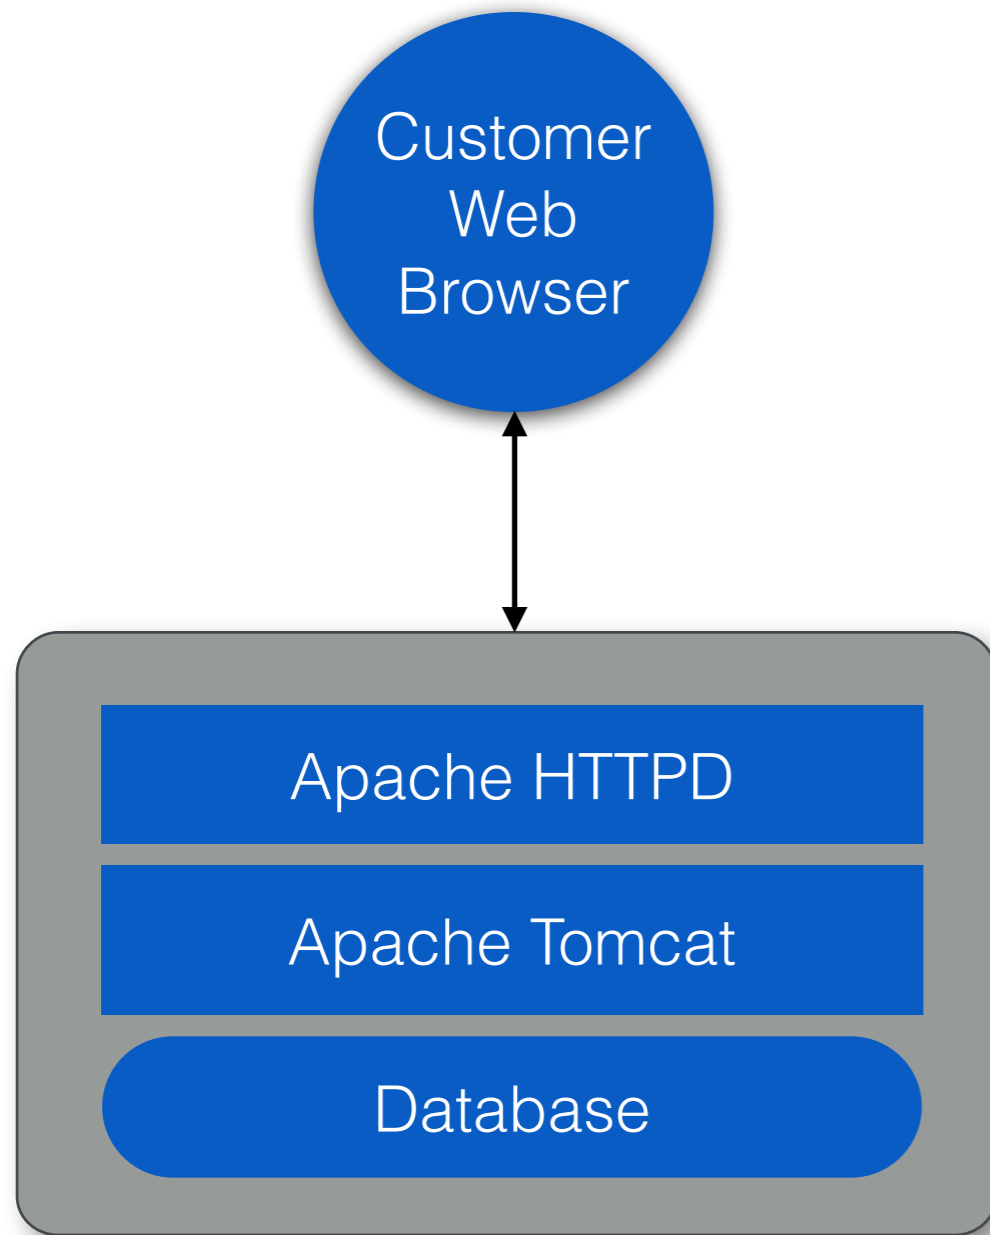 Customer
Web
Browser
Apache HTTPD
Apache Tomcat
Database